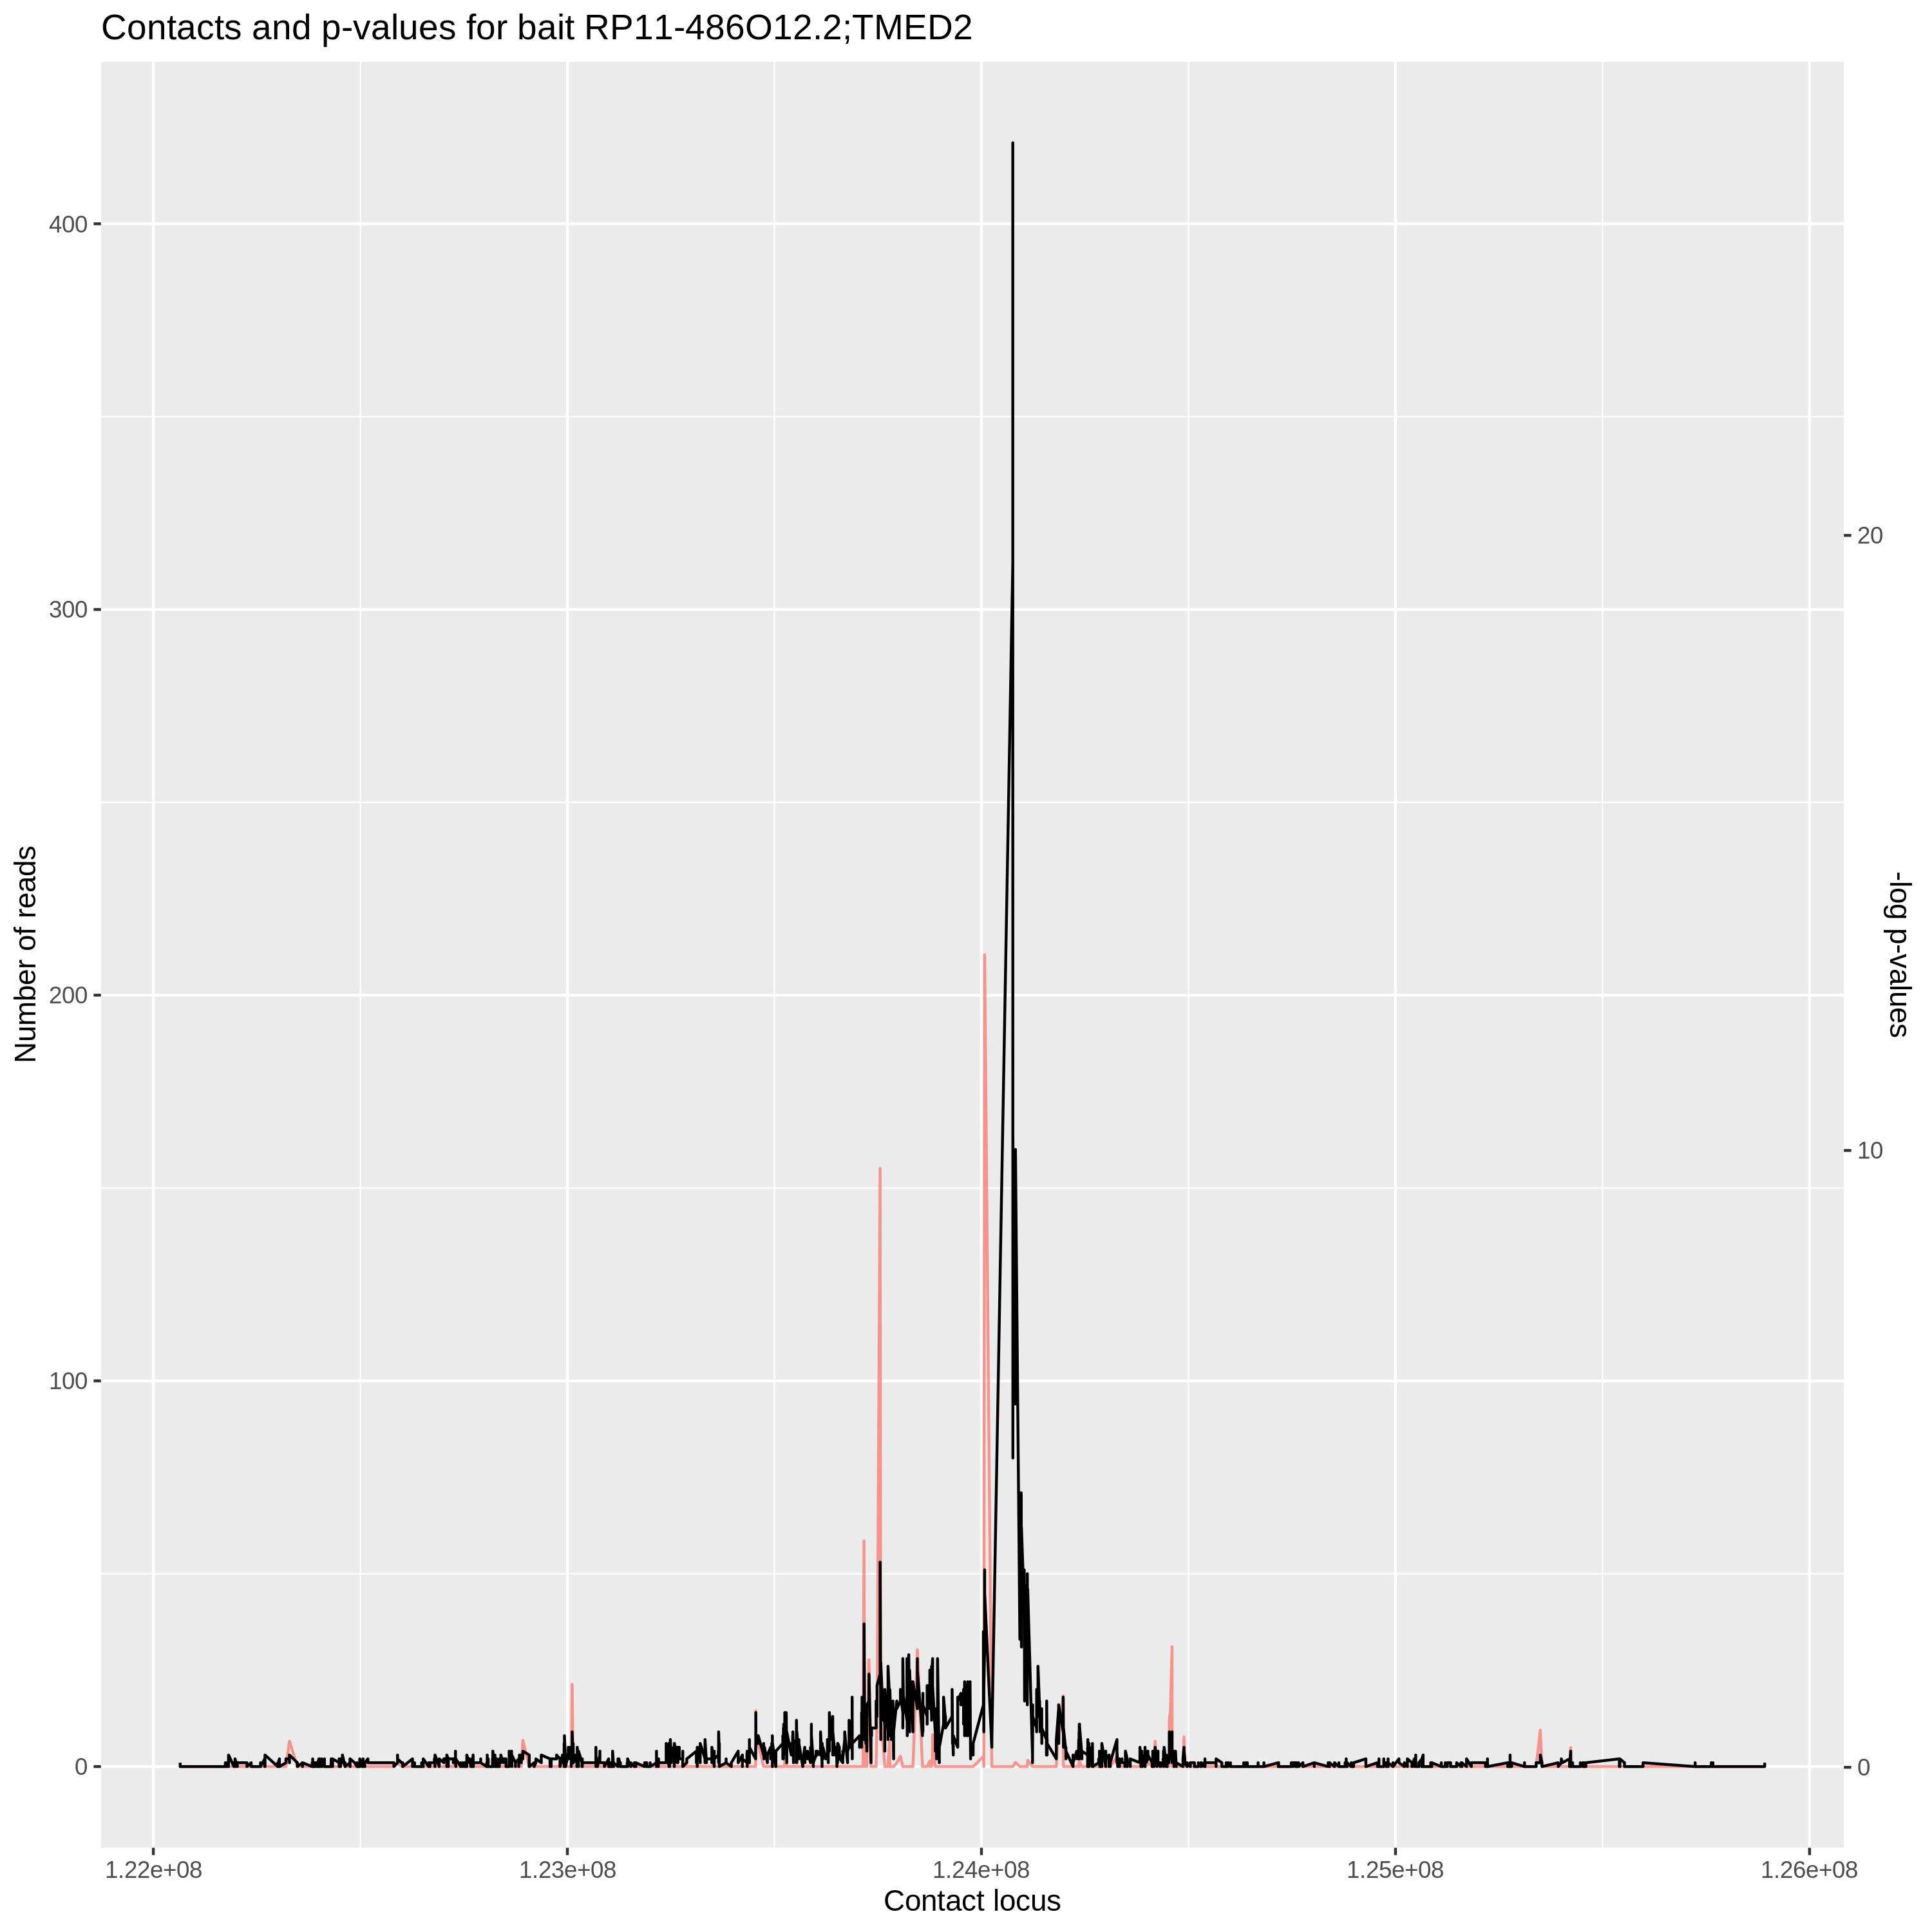 Contacts and p-values for bait RP11-486O12.2;TMED2
400
300
200
100
0
20
10
0
Number of reads
-log p-values
1.22e+08
1.23e+08
1.24e+08
1.25e+08
1.26e+08
Contact locus